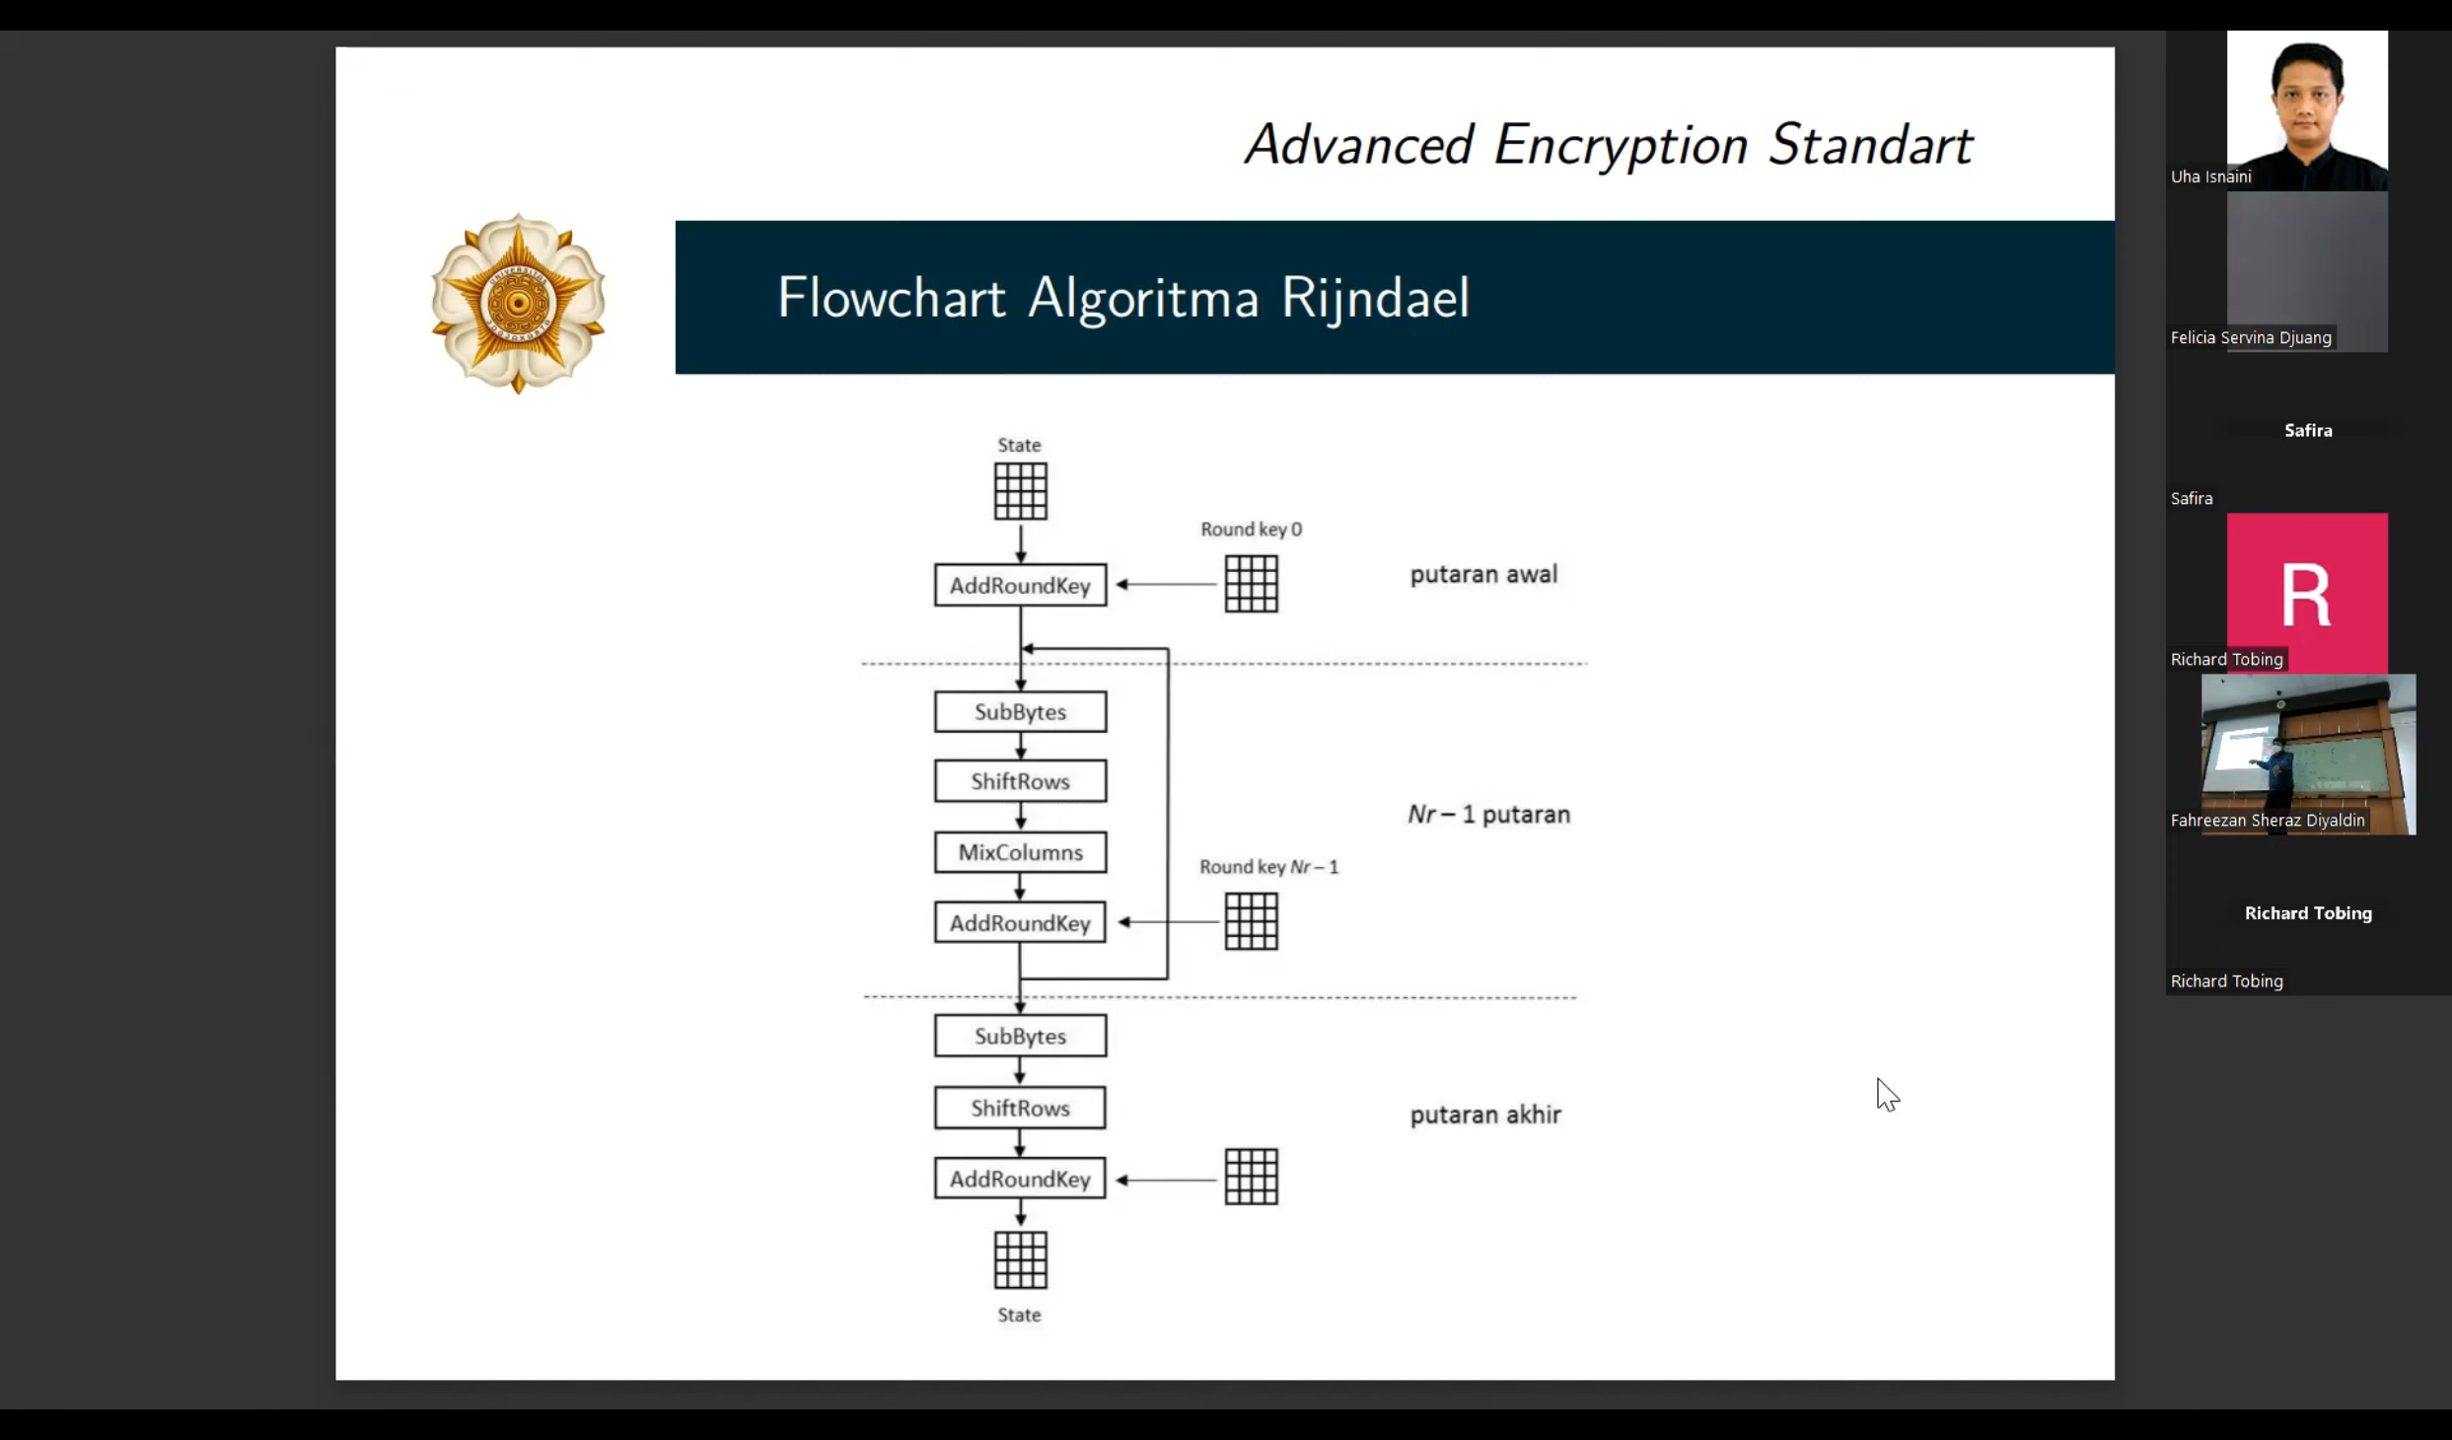 Advanced Encryption Standart
Flowchart Algoritma Rijndael
State
Round key 0
AddRoundKey
putaran awal
SubBytes
ShiftRows
Nr – 1 putaran
MixColumns
Round key Nr – 1
AddRoundKey
SubBytes
ShiftRows
putaran akhir
AddRoundKey
State
Uha Isnaini
Felicia Servina Djuang
Safira
Safira
R
Richard Tobing
Fahreezan Sheraz Diyaldin
Richard Tobing
Richard Tobing